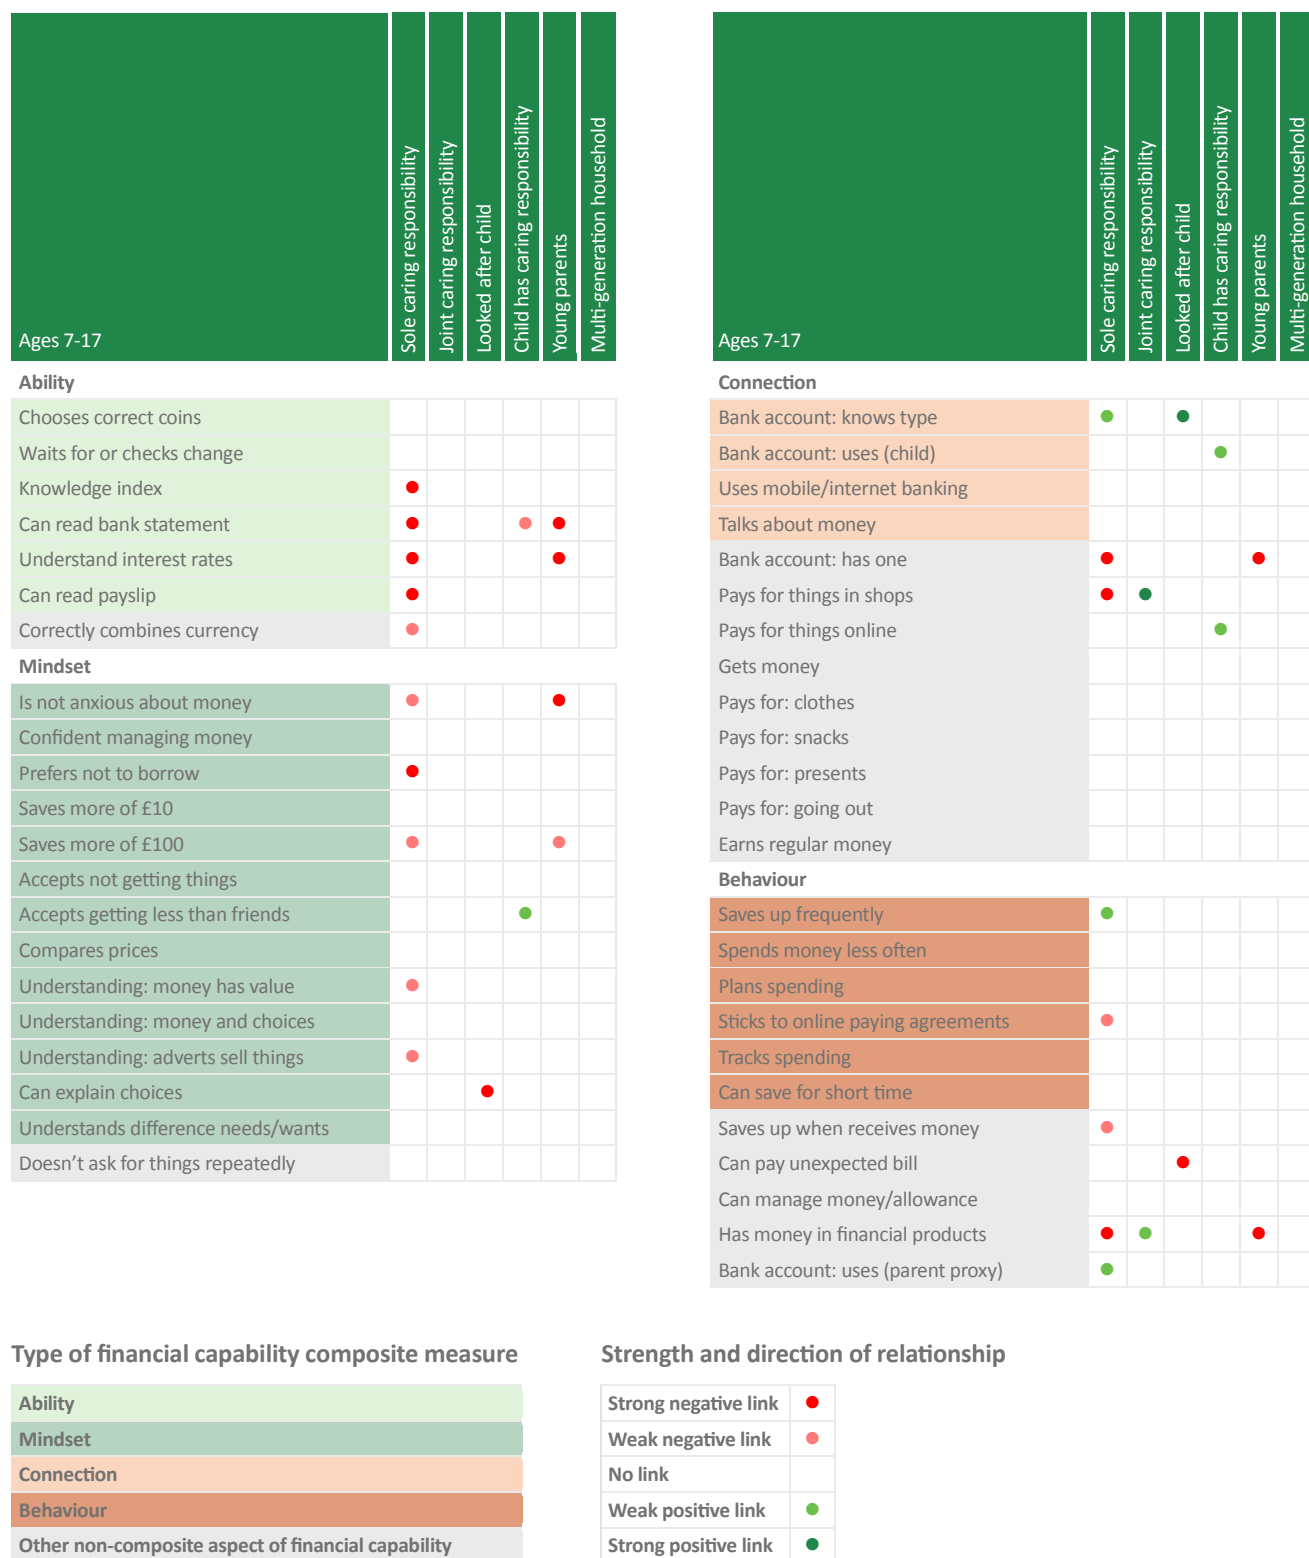 Ages 7-17
Sole caring responsibility
Joint caring responsibility
Looked after child
Child has caring responsibility
Young parents
Multi-generation household
Ability
Chooses correct coins
Waits for or checks change
Knowledge index
Can read bank statement
Understand interest rates
Can read payslip
Correctly combines currency
Mindset
Is not anxious about money
Confident managing money
Prefers not to borrow
Saves more of £10
Saves more of £100
Accepts not getting things
Accepts getting less than friends
Compares prices
Understanding: money has value
Understanding: money and choices
Understanding: adverts sell things
Can explain choices
Understands difference needs/wants
Doesn’t ask for things repeatedly
Ages 7-17
Sole caring responsibility
Joint caring responsibility
Looked after child
Child has caring responsibility
Young parents
Multi-generation household
Connection
Bank account: knows type
Bank account: uses (child)
Uses mobile/internet banking
Talks about money
Bank account: has one
Pays for things in shops
Pays for things online
Gets money
Pays for: clothes
Pays for: snacks
Pays for: presents
Pays for: going out
Earns regular money
Behaviour
Saves up frequently
Spends money less often
Plans spending
Sticks to online paying agreements
Tracks spending
Can save for short time
Saves up when receives money
Can pay unexpected bill
Can manage money/allowance
Has money in financial products
Bank account: uses (parent proxy)
Type of financial capability composite measure
Ability
Mindset
Connection
Behaviour
Other non-composite aspect of financial capability
Strength and direction of relationship
Strong negative link
Weak negative link
No link
Weak positive link
Strong positive link